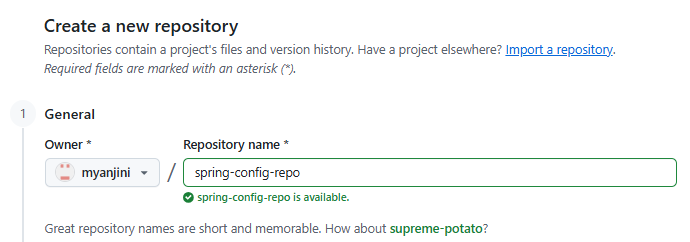 Create a new repository
Repositories contain a project's files and version history. Have a project elsewhere? Import a repository.
Required fields are marked with an asterisk (*).
1 General
Owner * Repository name *
myanjini / spring-config-repo
spring-config-repo is available.
Great repository names are short and memorable. How about supreme-potato?